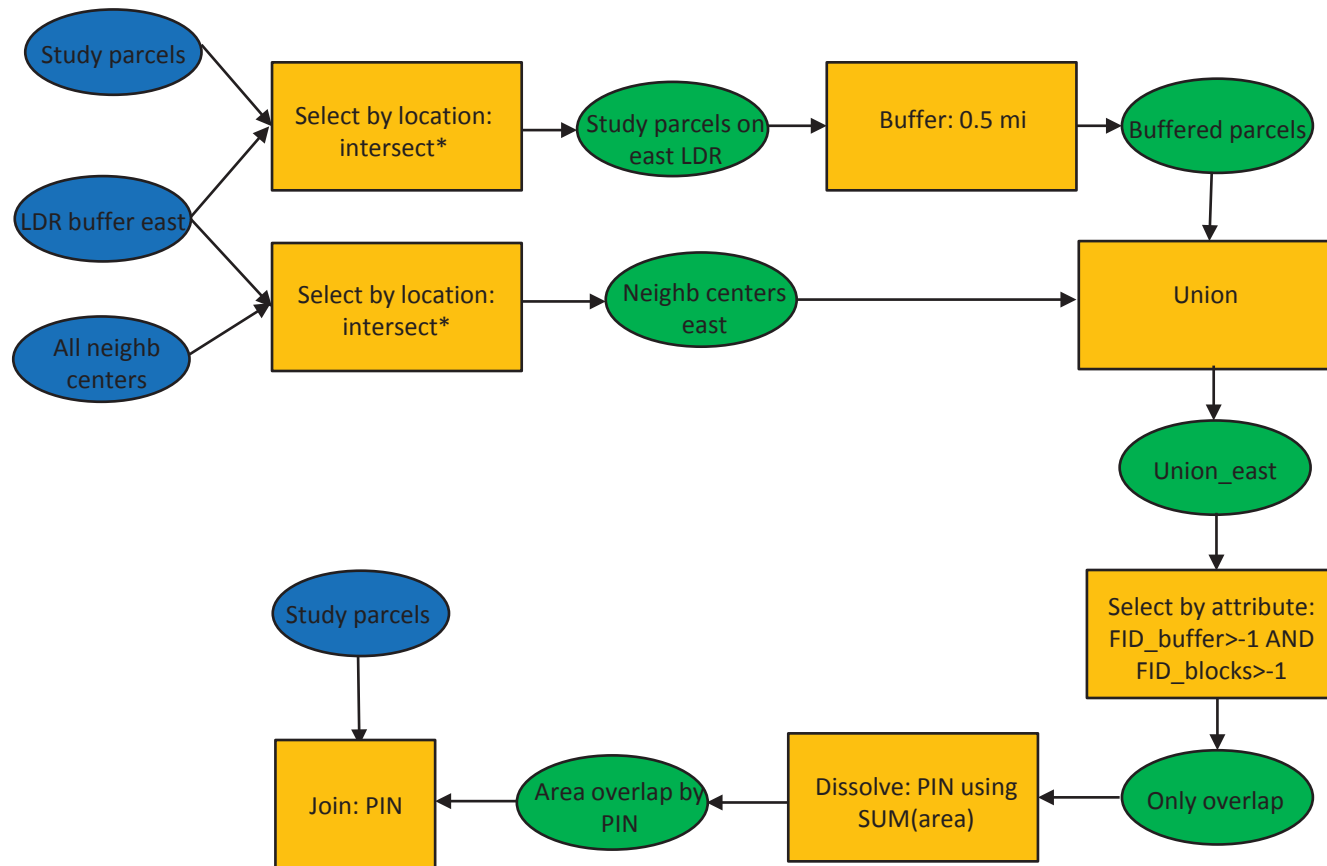 Study parcels
Select by location:
intersect*
Study parcels on
east LDR
Buffer: 0.5 mi
Buffered parcels
LDR buffer east
Select by location:
intersect*
Neighb centers
east
Union
All neighb
centers
Union_east
Select by attribute:
FID_buffer>-1 AND
FID_blocks>-1
Only overlap
Dissolve: PIN using
SUM(area)
Area overlap by
PIN
Study parcels
Join: PIN